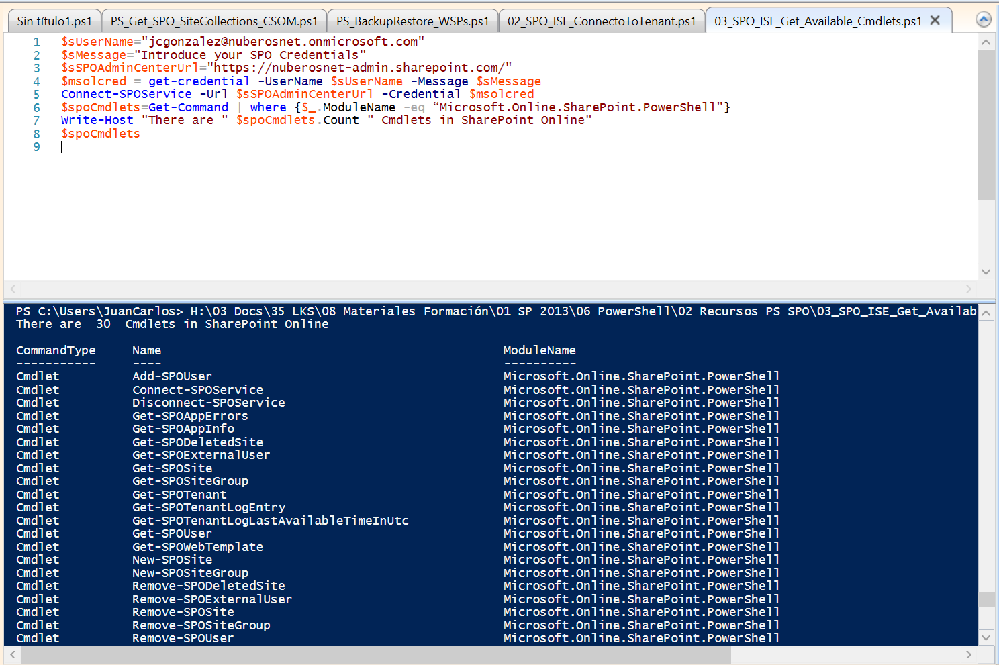 Sin título1.ps1 PS_Get_SPO_SiteCollections_CSOM.ps1 PS_BackupRestore_WSPs.ps1 02_SPO_ISE_ConnectoToTenant.ps1 03_SPO_ISE_Get_Available_Cmdlets.ps1
1 $sUserName="jcgonzalez@nuberosnet.onmicrosoft.com"
2 $sMessage="Introduce your SPO Credentials"
3 $sSPOAdminCenterUrl="https://nuberosnet-admin.sharepoint.com/"
4 $msolcred = get-credential -UserName $sUserName -Message $sMessage
5 Connect-SPOService -Url $sSPOAdminCenterUrl -Credential $msolcred
6 $spoCmdlets=Get-Command | where {$_.ModuleName -eq “Microsoft.Online.SharePoint.PowerShell"}
7 Write-Host "There are " $spoCmdlets.Count " Cmdlets in SharePoint Online"
8 $spoCmdlets
9
PS C:\Users\JuanCarlos> H:\03 Docs\35 LKS\08 Materiales Formación\01 SP 2013\06 PowerShell\02 Recursos PS SPO\03_SPO_ISE_Get_Availab
There are  30  Cmdlets in SharePoint Online
CommandType Name ModuleName
----------- ---- ----------
Cmdlet Add-SPOUser Microsoft.Online.SharePoint.PowerShell
Cmdlet Connect-SPOService Microsoft.Online.SharePoint.PowerShell
Cmdlet Disconnect-SPOService Microsoft.Online.SharePoint.PowerShell
Cmdlet Get-SPOAppErrors Microsoft.Online.SharePoint.PowerShell
Cmdlet Get-SPOAppInfo Microsoft.Online.SharePoint.PowerShell
Cmdlet Get-SPODeletedSite Microsoft.Online.SharePoint.PowerShell
Cmdlet Get-SPOExternalUser Microsoft.Online.SharePoint.PowerShell
Cmdlet Get-SPOSite Microsoft.Online.SharePoint.PowerShell
Cmdlet Get-SPOSiteGroup Microsoft.Online.SharePoint.PowerShell
Cmdlet Get-SPOTenant Microsoft.Online.SharePoint.PowerShell
Cmdlet Get-SPOTenantLogEntry Microsoft.Online.SharePoint.PowerShell
Cmdlet Get-SPOTenantLogLastAvailableTimeInUtc Microsoft.Online.SharePoint.PowerShell
Cmdlet Get-SPOUser Microsoft.Online.SharePoint.PowerShell
Cmdlet Get-SPOWebTemplate Microsoft.Online.SharePoint.PowerShell
Cmdlet New-SPOSite Microsoft.Online.SharePoint.PowerShell
Cmdlet New-SPOSiteGroup Microsoft.Online.SharePoint.PowerShell
Cmdlet Remove-SPODeletedSite Microsoft.Online.SharePoint.PowerShell
Cmdlet Remove-SPOExternalUser Microsoft.Online.SharePoint.PowerShell
Cmdlet Remove-SPOSite Microsoft.Online.SharePoint.PowerShell
Cmdlet Remove-SPOSiteGroup Microsoft.Online.SharePoint.PowerShell
Cmdlet Remove-SPOUser Microsoft.Online.SharePoint.PowerShell